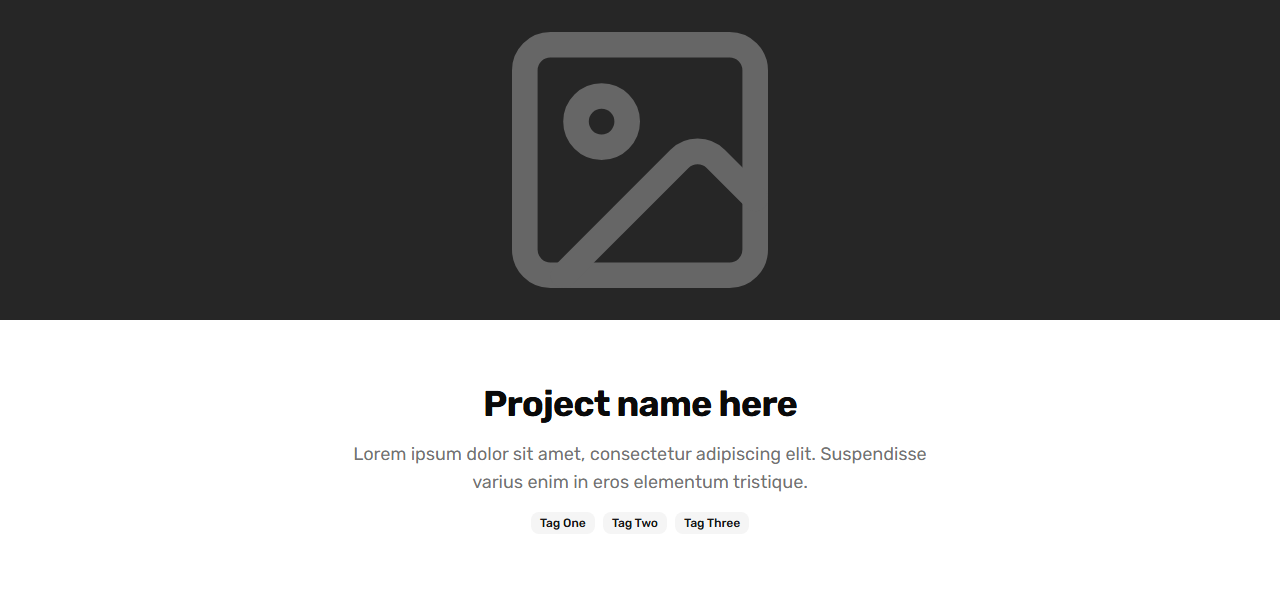 Project name here
Lorem ipsum dolor sit amet, consectetur adipiscing elit. Suspendisse
varius enim in eros elementum tristique.
Tag One Tag Two Tag Three